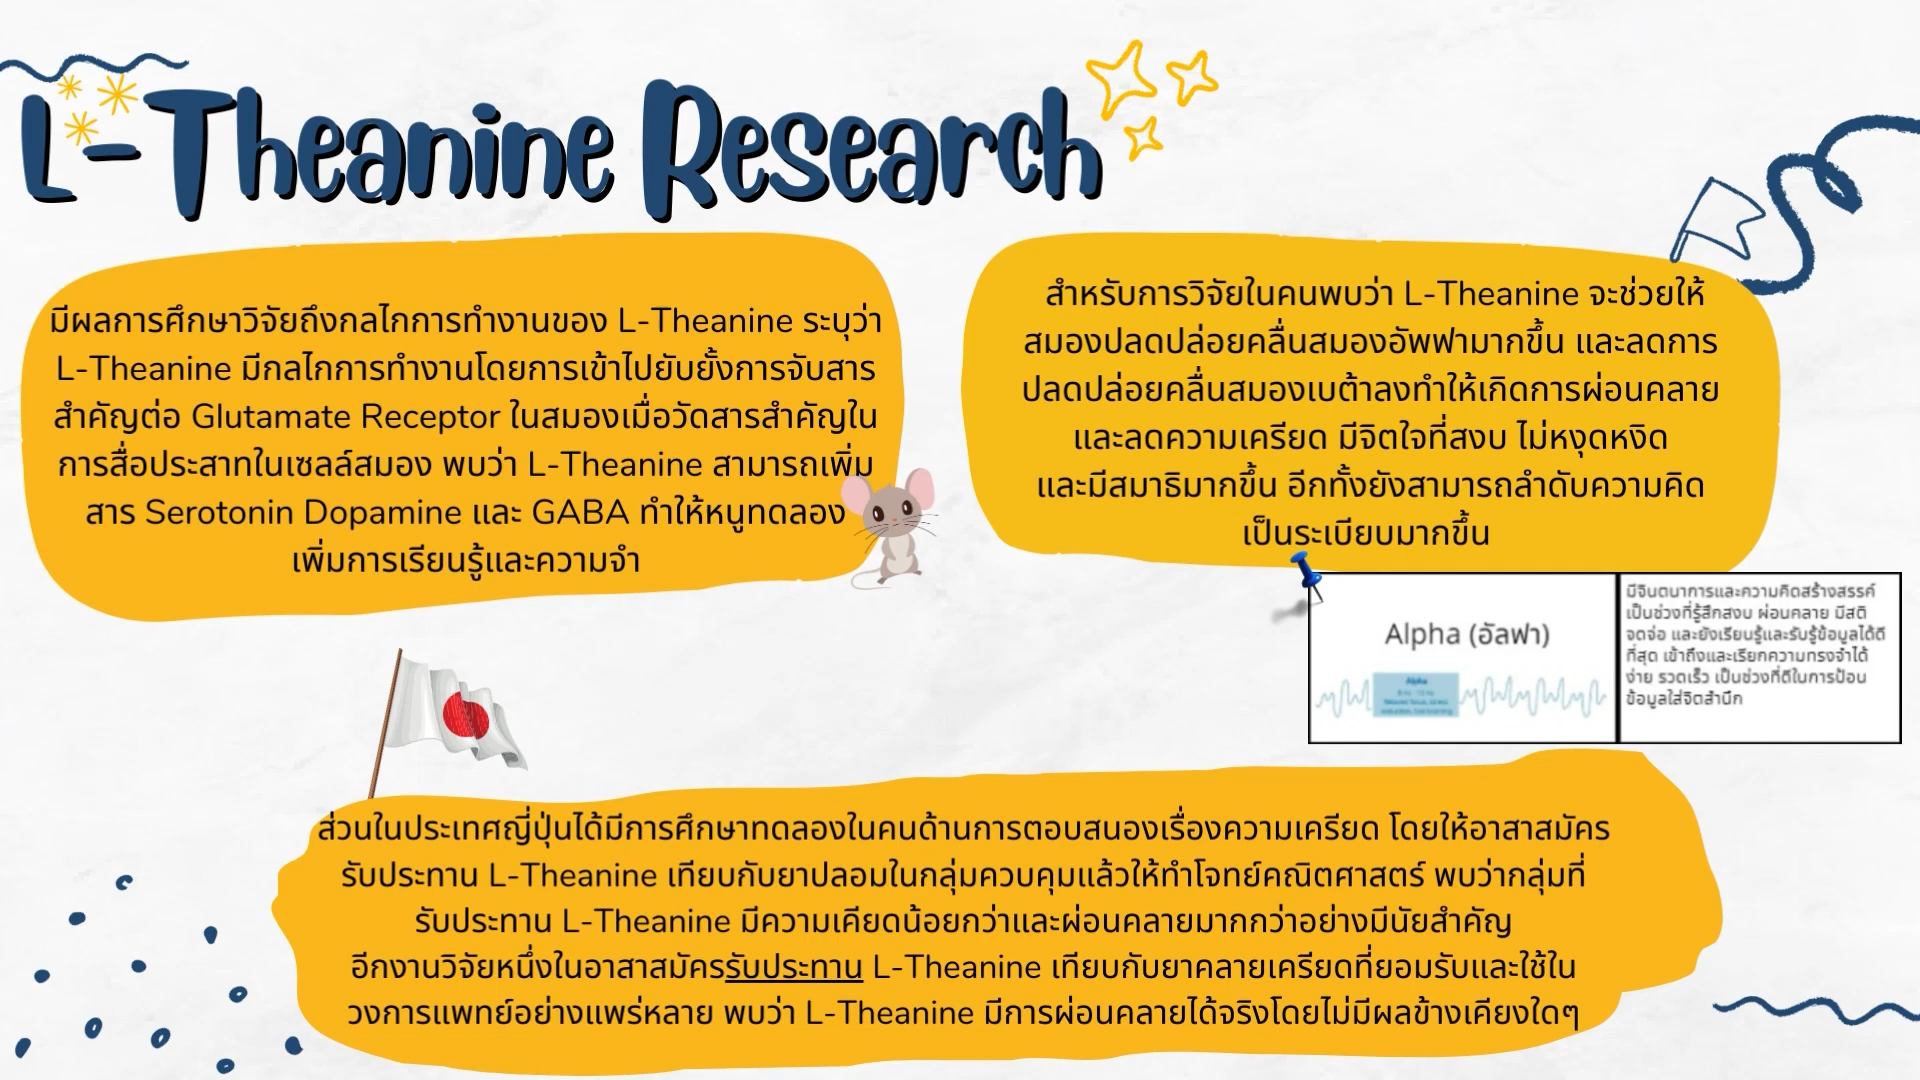 L-Theanine Research
มีผลการศึกษาวิจัยถึงกลไกการทำงานของ L-Theanine ระบุว่า
L-Theanine มีกลไกการทำงานโดยการเข้าไปยับยั้งการจับสาร
สำคัญต่อ Glutamate Receptor ในสมองเมื่อวัดสารสำคัญใน
การสื่อประสาทในเซลล์สมอง พบว่า L-Theanine สามารถเพิ่ม
สาร Serotonin Dopamine และ GABA ทำให้หนูทดลอง
เพิ่มการเรียนรู้และความจำ
สำหรับการวิจัยในคนพบว่า L-Theanine จะช่วยให้
สมองปลดปล่อยคลื่นสมองอัพฟามากขึ้น และลดการ
ปลดปล่อยคลื่นสมองเบต้าลงทำให้เกิดการผ่อนคลาย
และลดความเครียด มีจิตใจที่สงบ ไม่หงุดหงิด
และมีสมาธิมากขึ้น อีกทั้งยังสามารถลำดับความคิด
เป็นระเบียบมากขึ้น
Alpha (อัลฟา)
Alpha
มีจินตนาการและความคิดสร้างสรรค์
เป็นช่วงที่รู้สึกสงบ ผ่อนคลาย มีสติ
จดจ่อ และยังเรียนรู้และรับรู้ข้อมูลได้ดี
ที่สุด เข้าถึงและเรียกความทรงจำได้
ง่าย รวดเร็ว เป็นช่วงที่ดีในการป้อน
ข้อมูลใส่จิตสำนึก
ส่วนในประเทศญี่ปุ่นได้มีการศึกษาทดลองในคนด้านการตอบสนองเรื่องความเครียด โดยให้อาสาสมัคร
รับประทาน L-Theanine เทียบกับยาปลอมในกลุ่มควบคุมแล้วให้ทำโจทย์คณิตศาสตร์ พบว่ากลุ่มที่
รับประทาน L-Theanine มีความเคียดน้อยกว่าและผ่อนคลายมากกว่าอย่างมีนัยสำคัญ
อีกงานวิจัยหนึ่งในอาสาสมัครรับประทาน L-Theanine เทียบกับยาคลายเครียดที่ยอมรับและใช้ใน
วงการแพทย์อย่างแพร่หลาย พบว่า L-Theanine มีการผ่อนคลายได้จริงโดยไม่มีผลข้างเคียงใดๆ